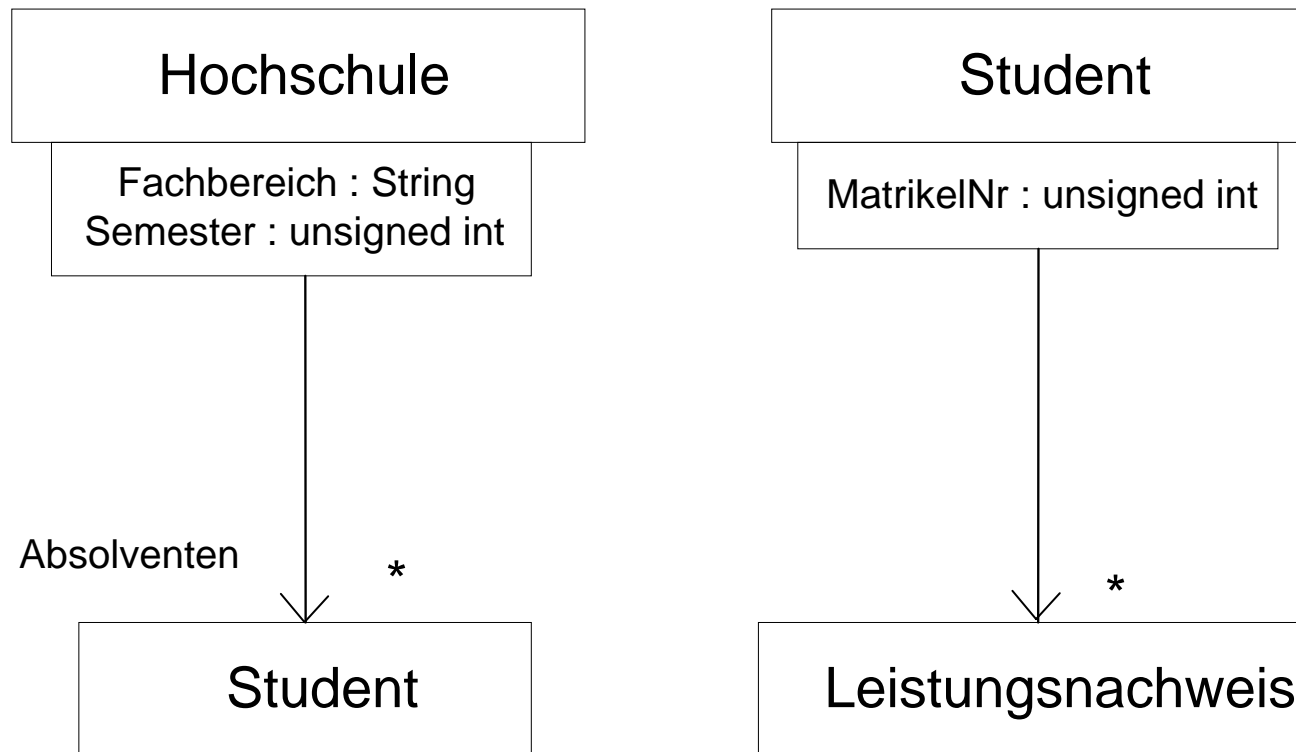 Hochschule
Fachbereich : String
Semester : unsigned int
Absolventen
*
Student
Student
MatrikelNr : unsigned int
*
Leistungsnachweis